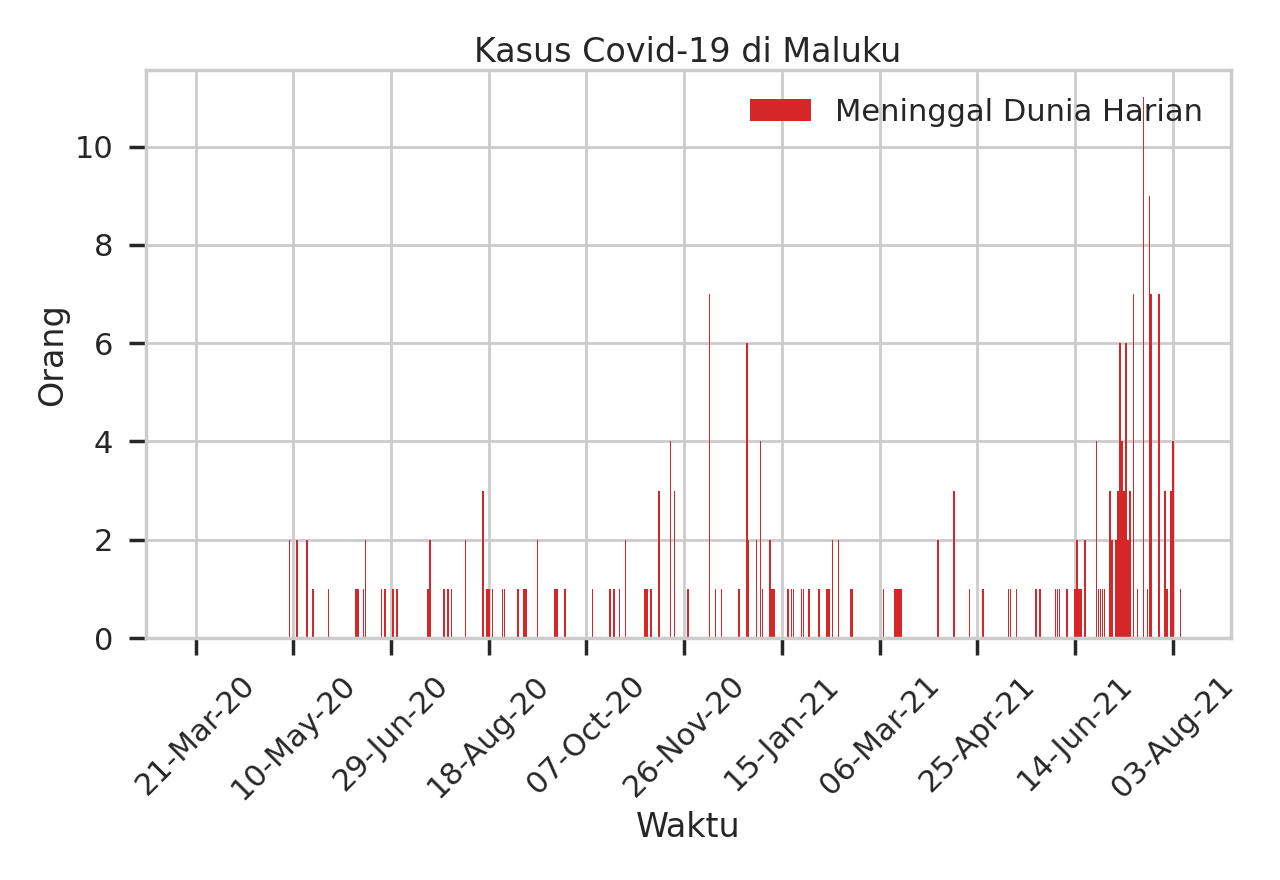 Kasus Covid-19 di Maluku
Meninggal Dunia Harian
10
8
6
4
2
0
Orang
21-Mar-20
10-May-20
29-Jun-20
18-Aug-20
07-Oct-20
26-Nov-20
15-Jan-21
06-Mar-21
25-Apr-21
14-Jun-21
03-Aug-21
Waktu